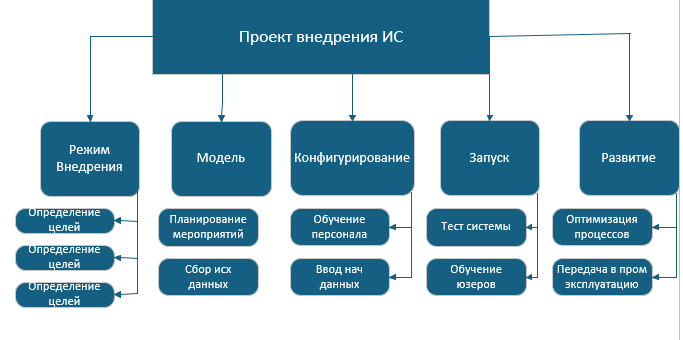 Проект внедрения ИС
Режим
Внедрения
Модель
Конфигурирование
Запуск
Развитие
Определение
целей
Определение
целей
Определение
целей
Планирование
мероприятий
Сбор исх
данных
Обучение
персонала
Ввод нач
данных
Тест системы
Обучение
юзеров
Оптимизация
процессов
Передача в пром
эксплуатацию